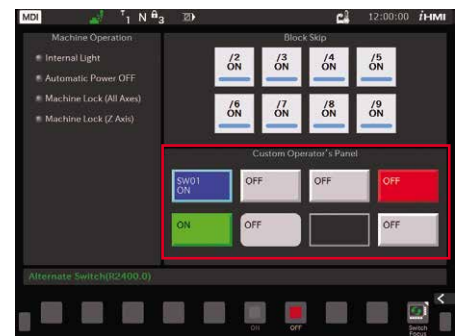 MDI T1 N B3 12:00:00 iHMI
Machine Operation
Internal Light
Automatic Power OFF
Machine Lock (All Axes)
Machine Lock (Z Axis)
Block Skip
/2 ON
/3 ON
/4 ON
/5 ON
/6 ON
/7 ON
/8 ON
/9 ON
Custom Operator's Panel
SW01 ON
OFF
OFF
OFF
ON
OFF
OFF
Alternate Switch(R2400.0)
ON
OFF
Switch Focus